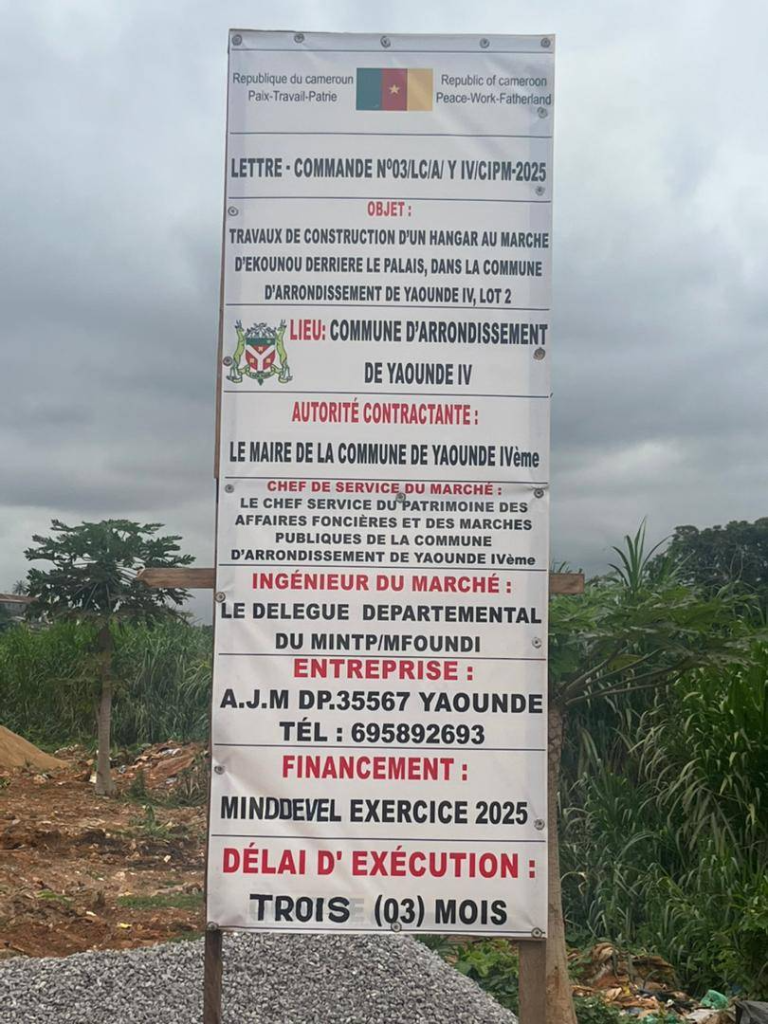 Republique du cameroun
Paix-Travail-Patrie
Republic of cameroon
Peace-Work-Fatherland
LETTRE - COMMANDE N°03/LC/A/ Y IV/CIPM-2025
OBJET :
TRAVAUX DE CONSTRUCTION D'UN HANGAR AU MARCHE
D'EKOUNOU DERRIERE LE PALAIS, DANS LA COMMUNE
D'ARRONDISSEMENT DE YAOUNDE IV, LOT 2
LIEU: COMMUNE D'ARRONDISSEMENT
DE YAOUNDE IV
AUTORITÉ CONTRACTANTE :
LE MAIRE DE LA COMMUNE DE YAOUNDE IVème
CHEF DE SERVICE DU MARCHÉ :
LE CHEF SERVICE DU PATRIMOINE DES
AFFAIRES FONCIÈRES ET DES MARCHES
PUBLIQUES DE LA COMMUNE
D'ARRONDISSEMENT DE YAOUNDE IVème
INGÉNIEUR DU MARCHÉ :
LE DELEGUE DEPARTEMENTAL
DU MINTP/MFOUNDI
ENTREPRISE :
A.J.M DP.35567 YAOUNDE
TÉL : 695892693
FINANCEMENT :
MINDDEVEL EXERCICE 2025
DÉLAI D' EXÉCUTION :
TROIS (03) MOIS